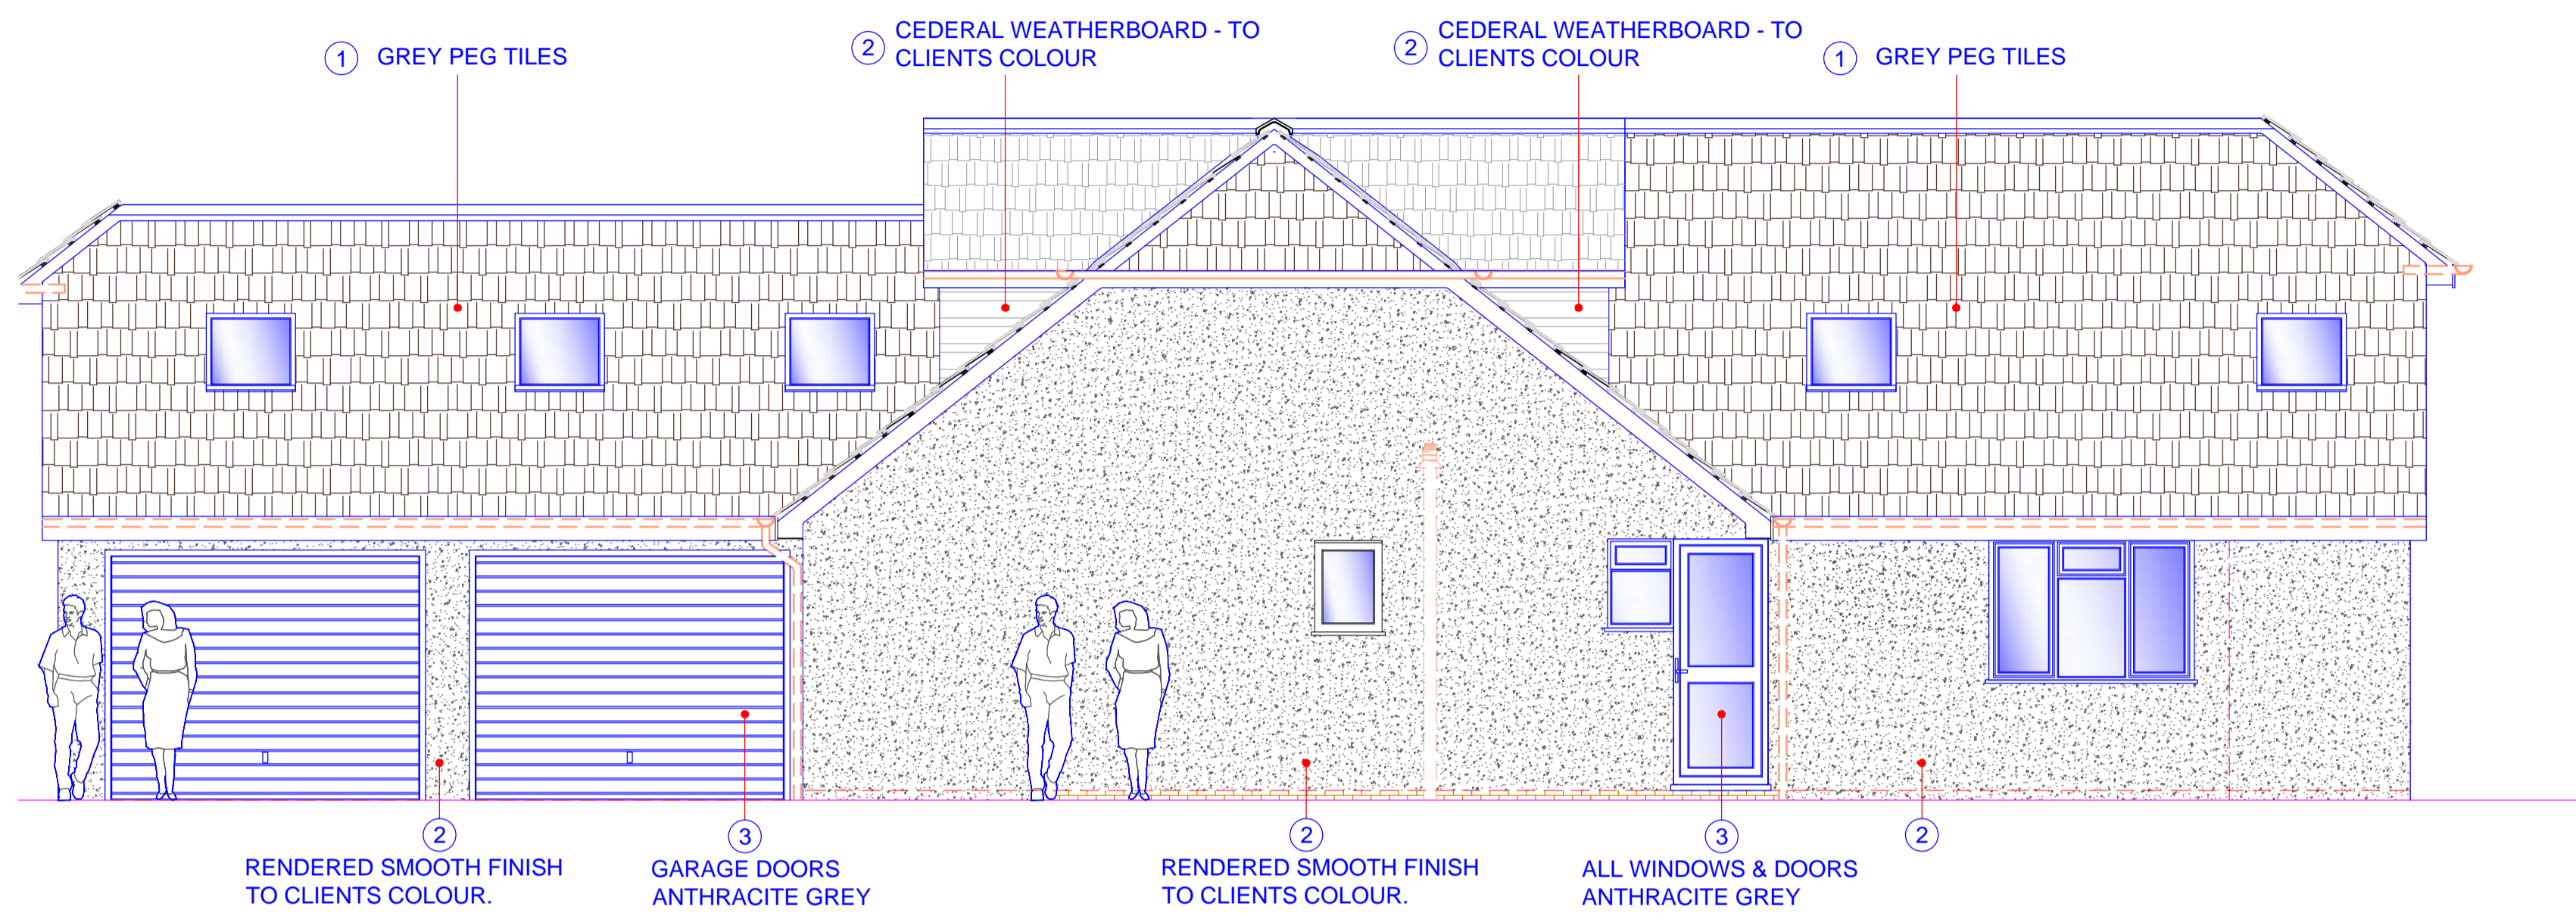 1 GREY PEG TILES
2 CEDERAL WEATHERBOARD - TO
CLIENTS COLOUR
2 CEDERAL WEATHERBOARD - TO
CLIENTS COLOUR
1 GREY PEG TILES
2
RENDERED SMOOTH FINISH
TO CLIENTS COLOUR.
3
GARAGE DOORS
ANTHRACITE GREY
2
RENDERED SMOOTH FINISH
TO CLIENTS COLOUR.
3
ALL WINDOWS & DOORS
ANTHRACITE GREY
2